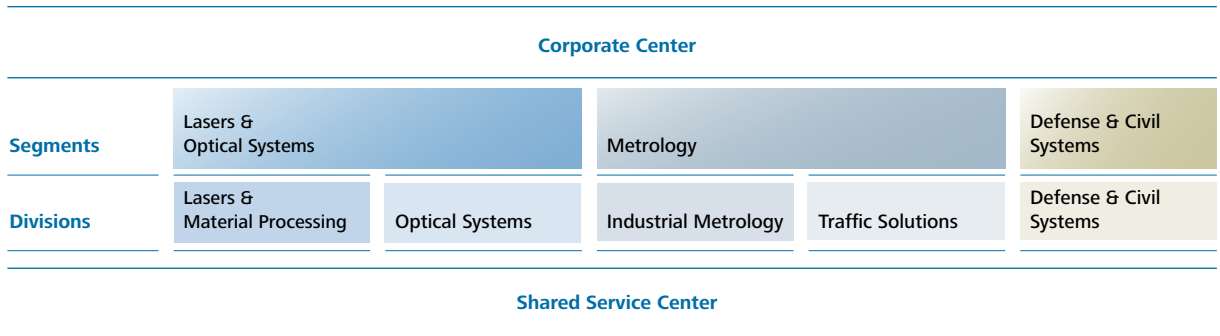 Corporate Center
Segments
Lasers &
Optical Systems
Metrology
Defense & Civil
Systems
Divisions
Lasers &
Material Processing
Optical Systems
Industrial Metrology
Traffic Solutions
Defense & Civil
Systems
Shared Service Center